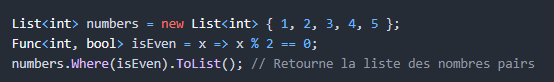 List<int> numbers = new List<int> { 1, 2, 3, 4, 5 };
Func<int, bool> isEven = x => x % 2 == 0;
numbers.Where(isEven).ToList(); // Retourne la liste des nombres pairs